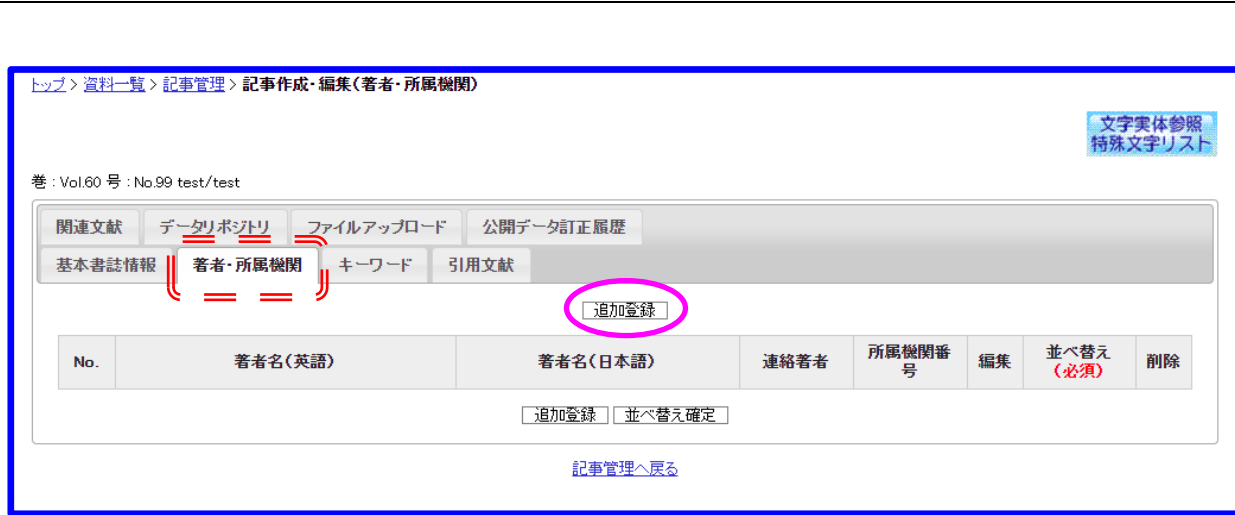 トップ > 資料一覧 > 記事管理 > 記事作成・編集(著者・所属機関)
文字実体参照
特殊文字リスト
巻 : Vol.60 号 : No.99 test/test
関連文献 データリポジトリ ファイルアップロード 公開データ訂正履歴
基本書誌情報 著者・所属機関 キーワード 引用文献
追加登録
No. 著者名(英語) 著者名(日本語) 連絡著者 所属機関番号 編集 並べ替え(必須) 削除
追加登録 並べ替え確定
記事管理へ戻る